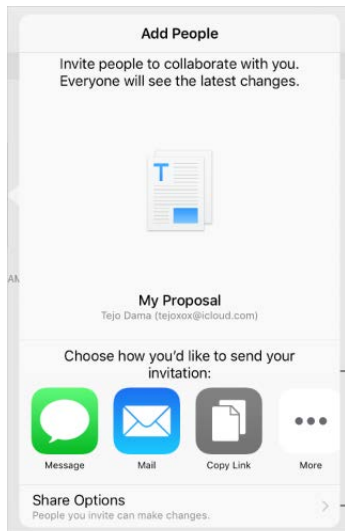 Add People
Invite people to collaborate with you.
Everyone will see the latest changes.
T
My Proposal
Tejo Dama (tejoxox@icloud.com)
Choose how you'd like to send your
invitation:
Message
Mail
Copy Link
More
Share Options
People you invite can make changes.